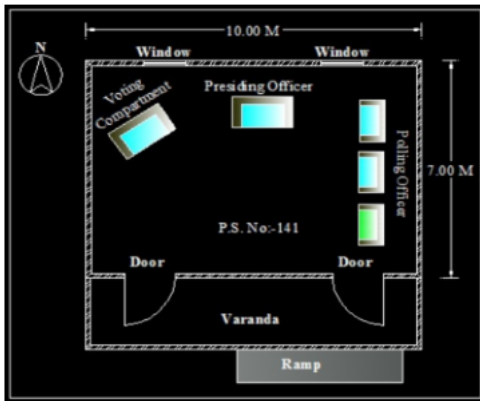 10.00 M
N
Window
Window
Voting
Compartment
Presiding Officer
Polling Officer
7.00 M
P.S. No:-141
Door
Door
Varanda
Ramp